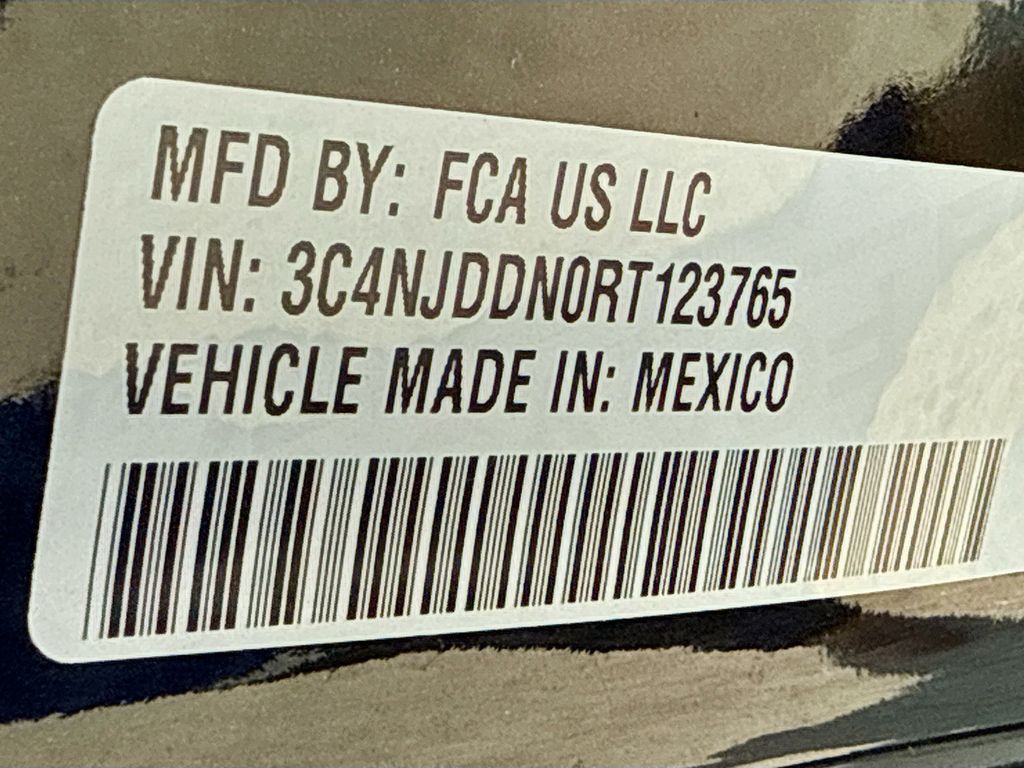 MFD BY: FCA US LLC
VIN: 3C4NJDDN0RT123765
VEHICLE MADE IN: MEXICO